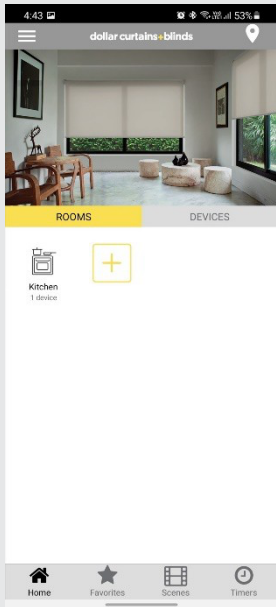 4:43 53%
dollar curtains+blinds
ROOMS DEVICES
Kitchen
1 device
Home Favorites Scenes Timers